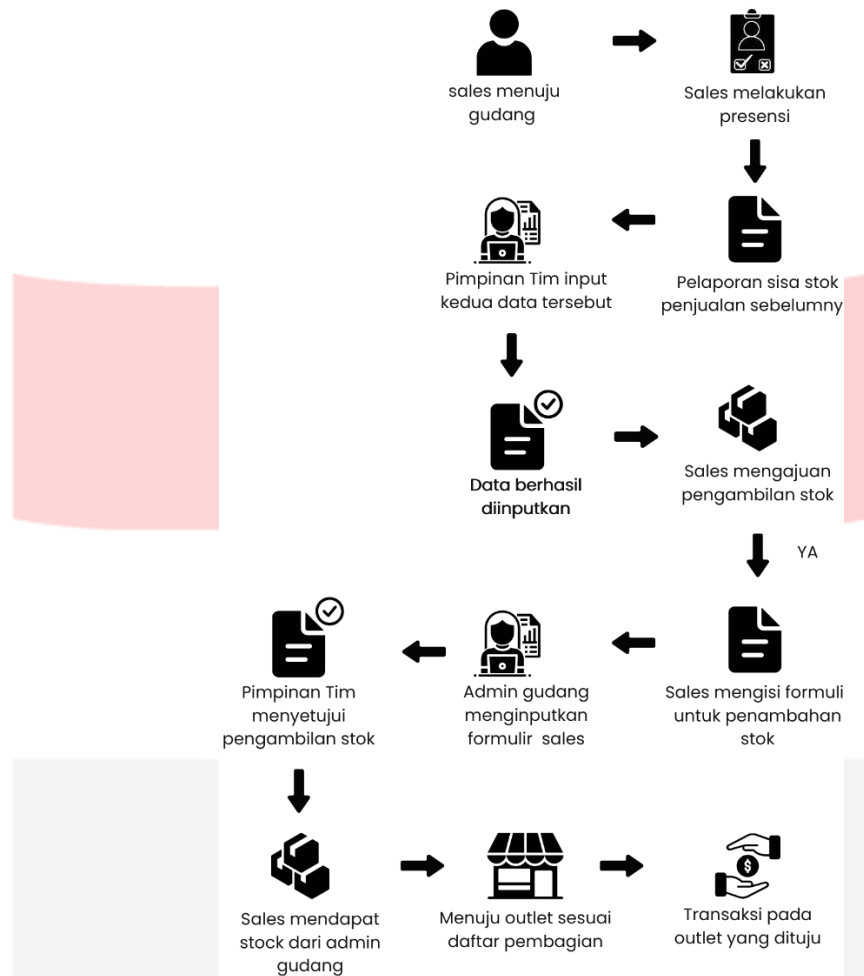 sales menuju
gudang
Sales melakukan
presensi
Pelaporan sisa stok
penjualan sebelumny
Pimpinan Tim input
kedua data tersebut
Data berhasil
diinputkan
Sales mengajuan
pengambilan stok
YA
Sales mengisi formuli
untuk penambahan
stok
Admin gudang
menginputkan
formulir sales
Pimpinan Tim
menyetujui
pengambilan stok
Sales mendapat
stock dari admin
gudang
Menuju outlet sesuai
daftar pembagian
Transaksi pada
outlet yang dituju